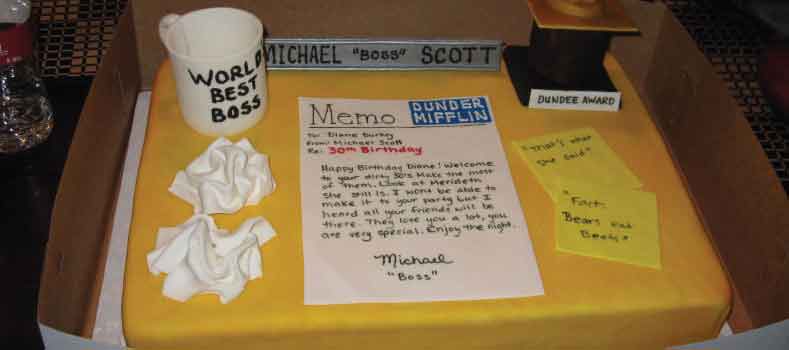 WORLD'S
BEST
BOSS
MICHAEL "BOSS" SCOTT
DUNDEE AWARD
Memo
DUNDER
MIFFLIN
To: Diane Durkey
From: Michael Scott
Re: 30th Birthday
Happy Birthday Diane! Welcome
to your dirty 30's Make the most
of them. Look at Merideth
she still is. I wont be able to
make it to your party but I
heard all your friends will be
there. They love you a lot, you
are very special. Enjoy the night.
Michael
"Boss"
"That's what
she said"
"Fact:
Bears Eat
Beets"